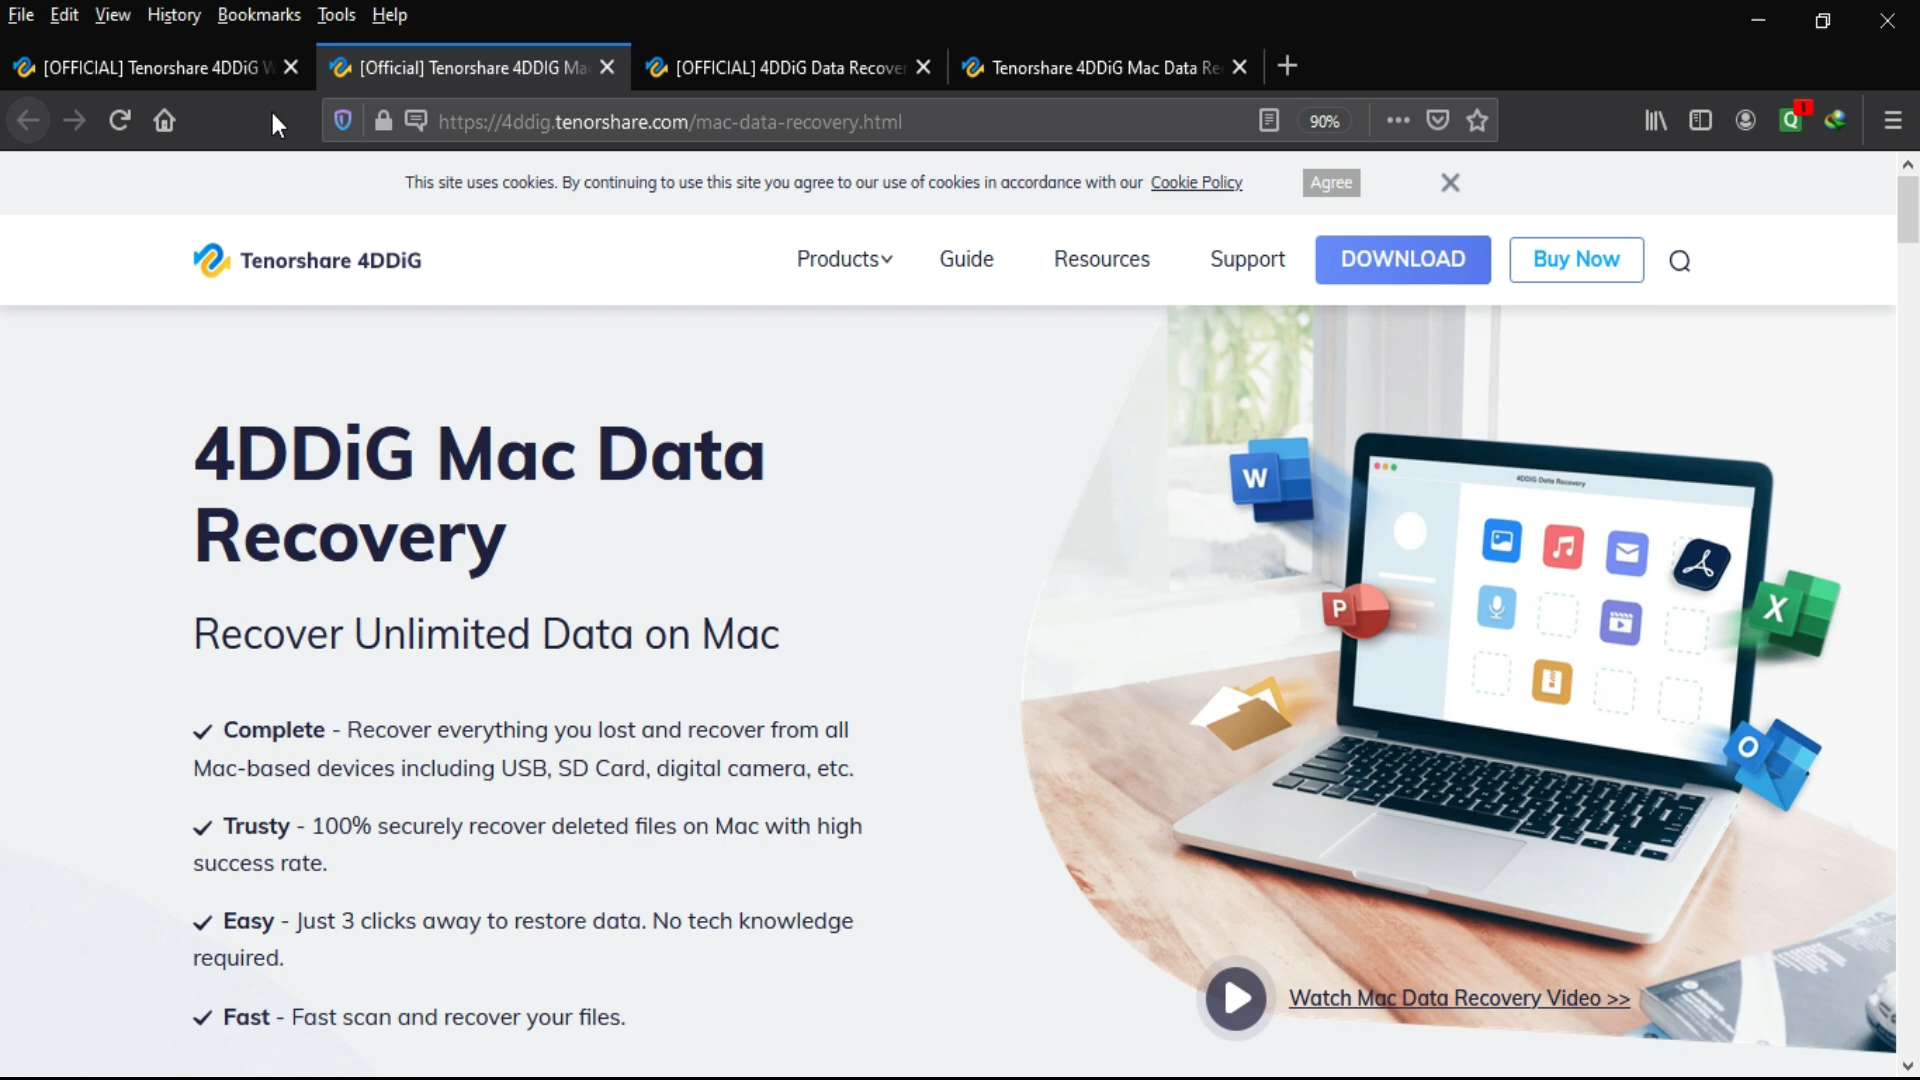 File Edit View History Bookmarks Tools Help
[OFFICIAL] Tenorshare 4DDiG W
[Official] Tenorshare 4DDIG Ma
[OFFICIAL] 4DDiG Data Recover
Tenorshare 4DDiG Mac Data Re
https://4ddig.tenorshare.com/mac-data-recovery.html
90%
Q
1
This site uses cookies. By continuing to use this site you agree to our use of cookies in accordance with our Cookie Policy
Agree
Tenorshare 4DDiG
Products
Guide
Resources
Support
DOWNLOAD
Buy Now
4DDiG Mac Data
Recovery
Recover Unlimited Data on Mac
Complete - Recover everything you lost and recover from all
Mac-based devices including USB, SD Card, digital camera, etc.
Trusty - 100% securely recover deleted files on Mac with high
success rate.
Easy - Just 3 clicks away to restore data. No tech knowledge
required.
Fast - Fast scan and recover your files.
4DDiG Data Recovery
W
P
X
O
Watch Mac Data Recovery Video >>